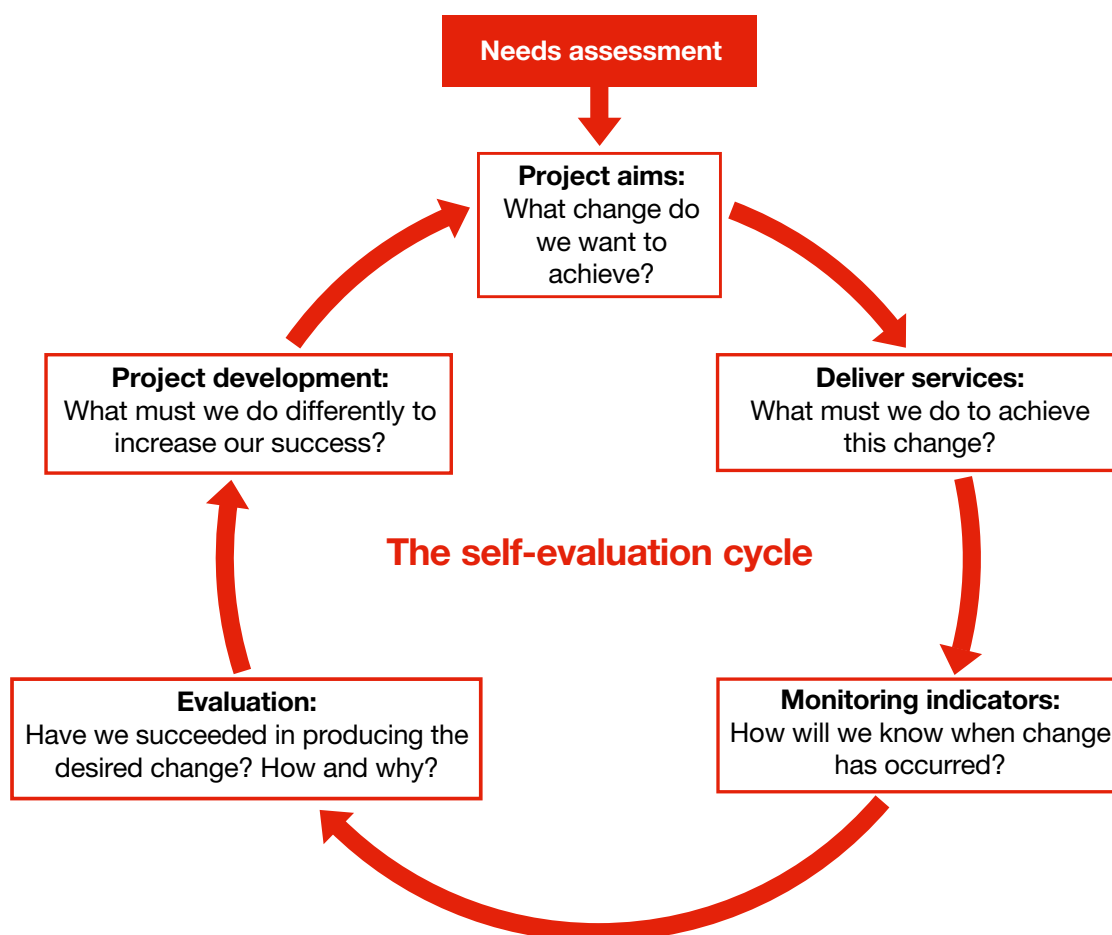 Needs assessment
Project aims:
What change do
we want to
achieve?
Deliver services:
What must we do to achieve
this change?
Monitoring indicators:
How will we know when change
has occurred?
Evaluation:
Have we succeeded in producing the
desired change? How and why?
Project development:
What must we do differently to
increase our success?
The self-evaluation cycle